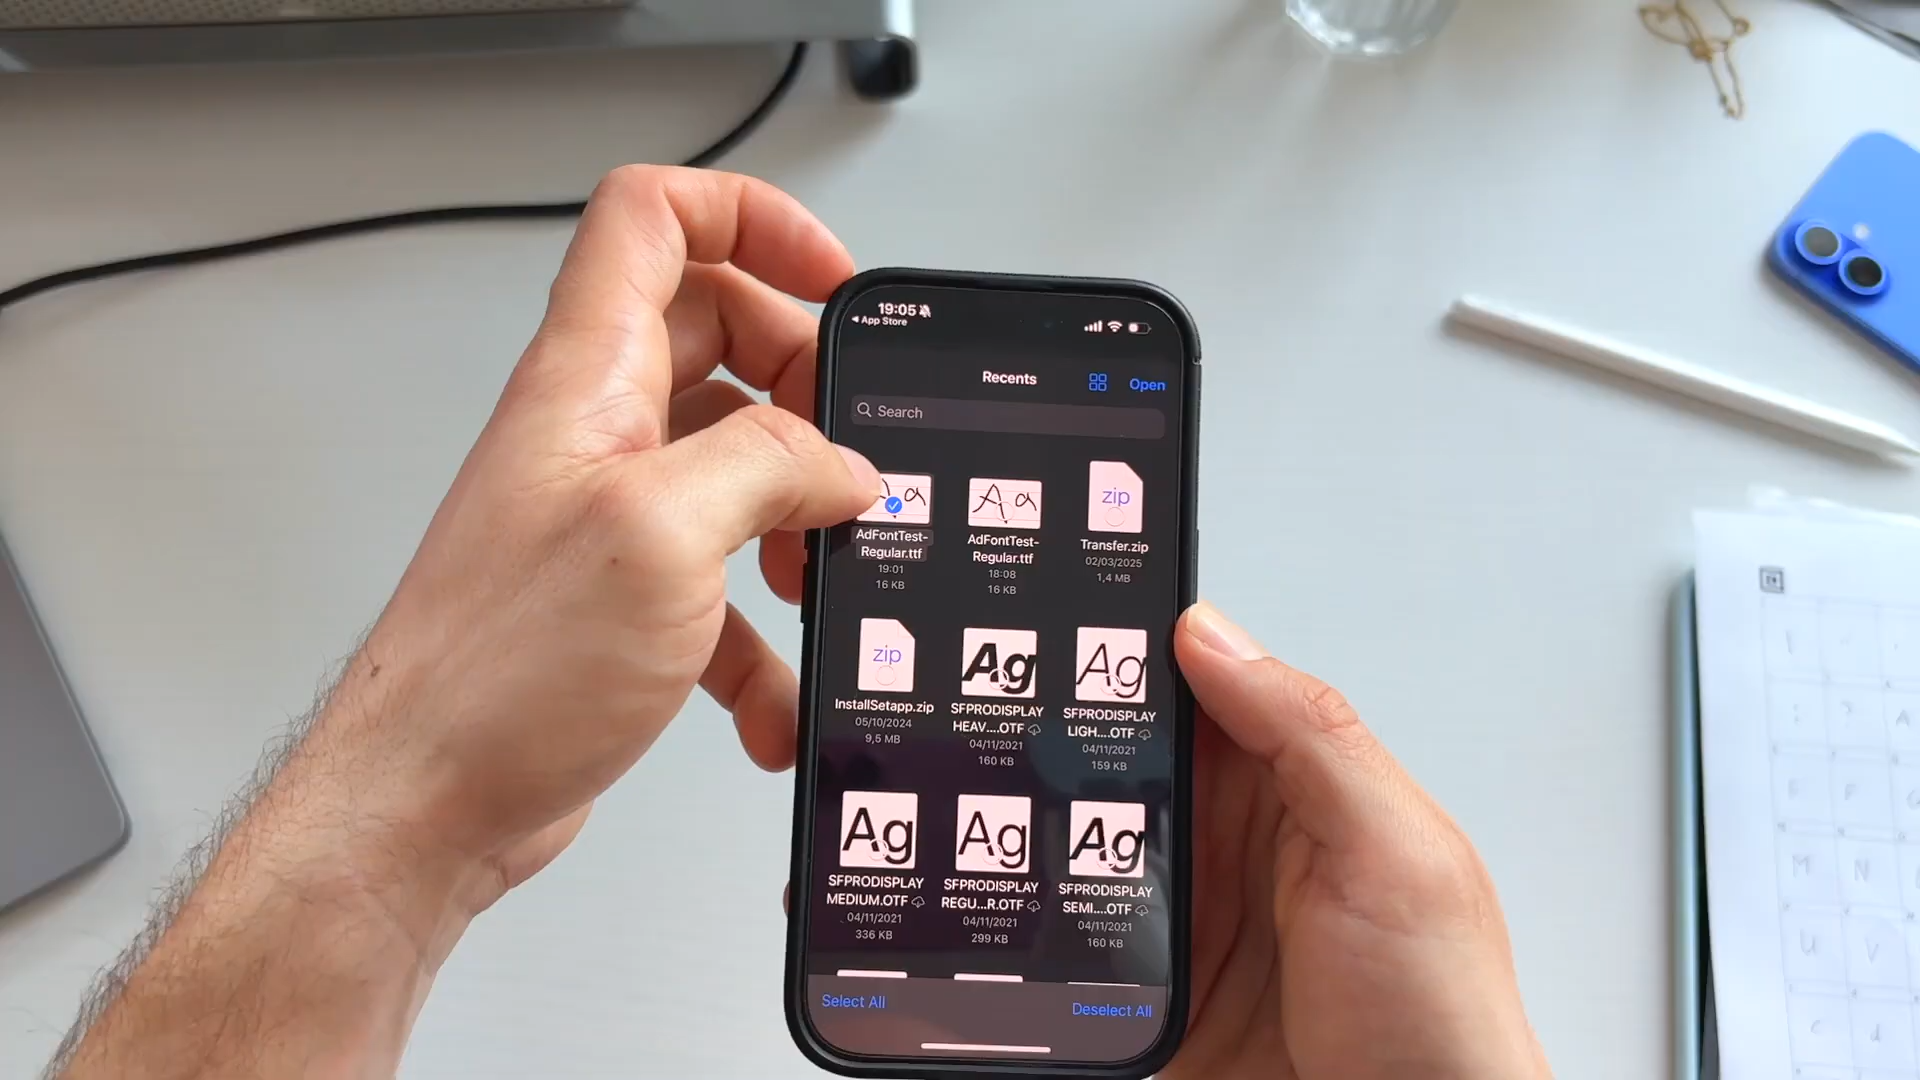 19:05
App Store
Recents
Open
Search
Aa
AdFontTest-
Regular.ttf
19:01
16 KB
Aa
AdFontTest-
Regular.ttf
18:08
16 KB
zip
Transfer.zip
02/03/2025
1,4 MB
zip
InstallSetapp.zip
05/10/2024
9,5 MB
Ag
SFPRODISPLAY
HEAV....OTF
04/11/2021
160 KB
Ag
SFPRODISPLAY
LIGH....OTF
04/11/2021
159 KB
Ag
SFPRODISPLAY
MEDIUM.OTF
04/11/2021
336 KB
Ag
SFPRODISPLAY
REGU...R.OTF
04/11/2021
299 KB
Ag
SFPRODISPLAY
SEMI....OTF
04/11/2021
160 KB
Select All
Deselect All
A
E F
M N
U V
c d